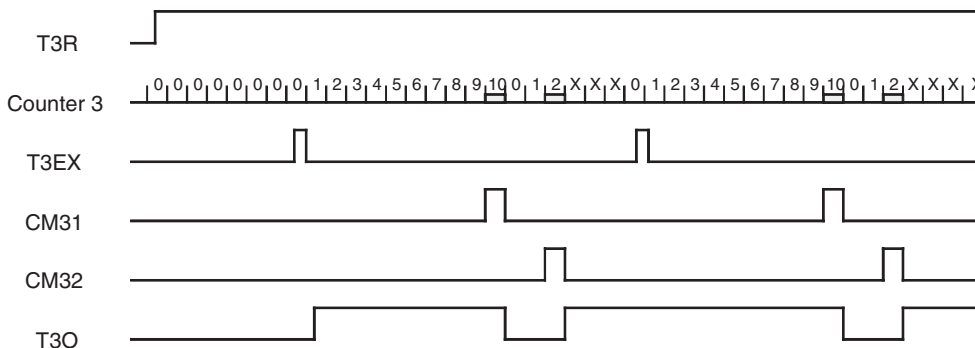 T3R
Counter 3 0 0 0 0 0 0 0 0 1 2 3 4 5 6 7 8 9 10 0 1 2 X X X 0 1 2 3 4 5 6 7 8 9 10 0 1 2 X X X X
T3EX
CM31
CM32
T3O